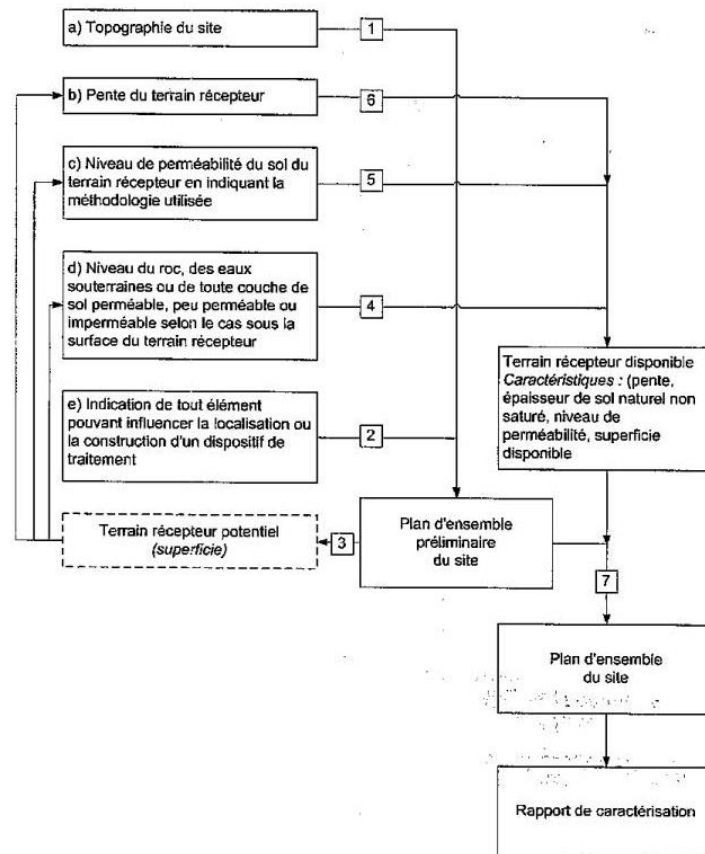 a) Topographie du site
1
b) Pente du terrain récepteur
6
c) Niveau de perméabilité du sol du
terrain récepteur en indiquant la
méthodologie utilisée
5
d) Niveau du roc, des eaux
souterraines ou de toute couche de
sol perméable, peu perméable ou
imperméable selon le cas sous la
surface du terrain récepteur
4
Terrain récepteur disponible
Caractéristiques : (pente,
épaisseur de sol naturel non
saturé, niveau de
perméabilité, superficie
disponible
e) Indication de tout élément
pouvant influencer la localisation ou
la construction d'un dispositif de
traitement
2
Terrain récepteur potentiel
(superficie)
3
Plan d'ensemble
préliminaire
du site
7
Plan d'ensemble
du site
Rapport de caractérisation